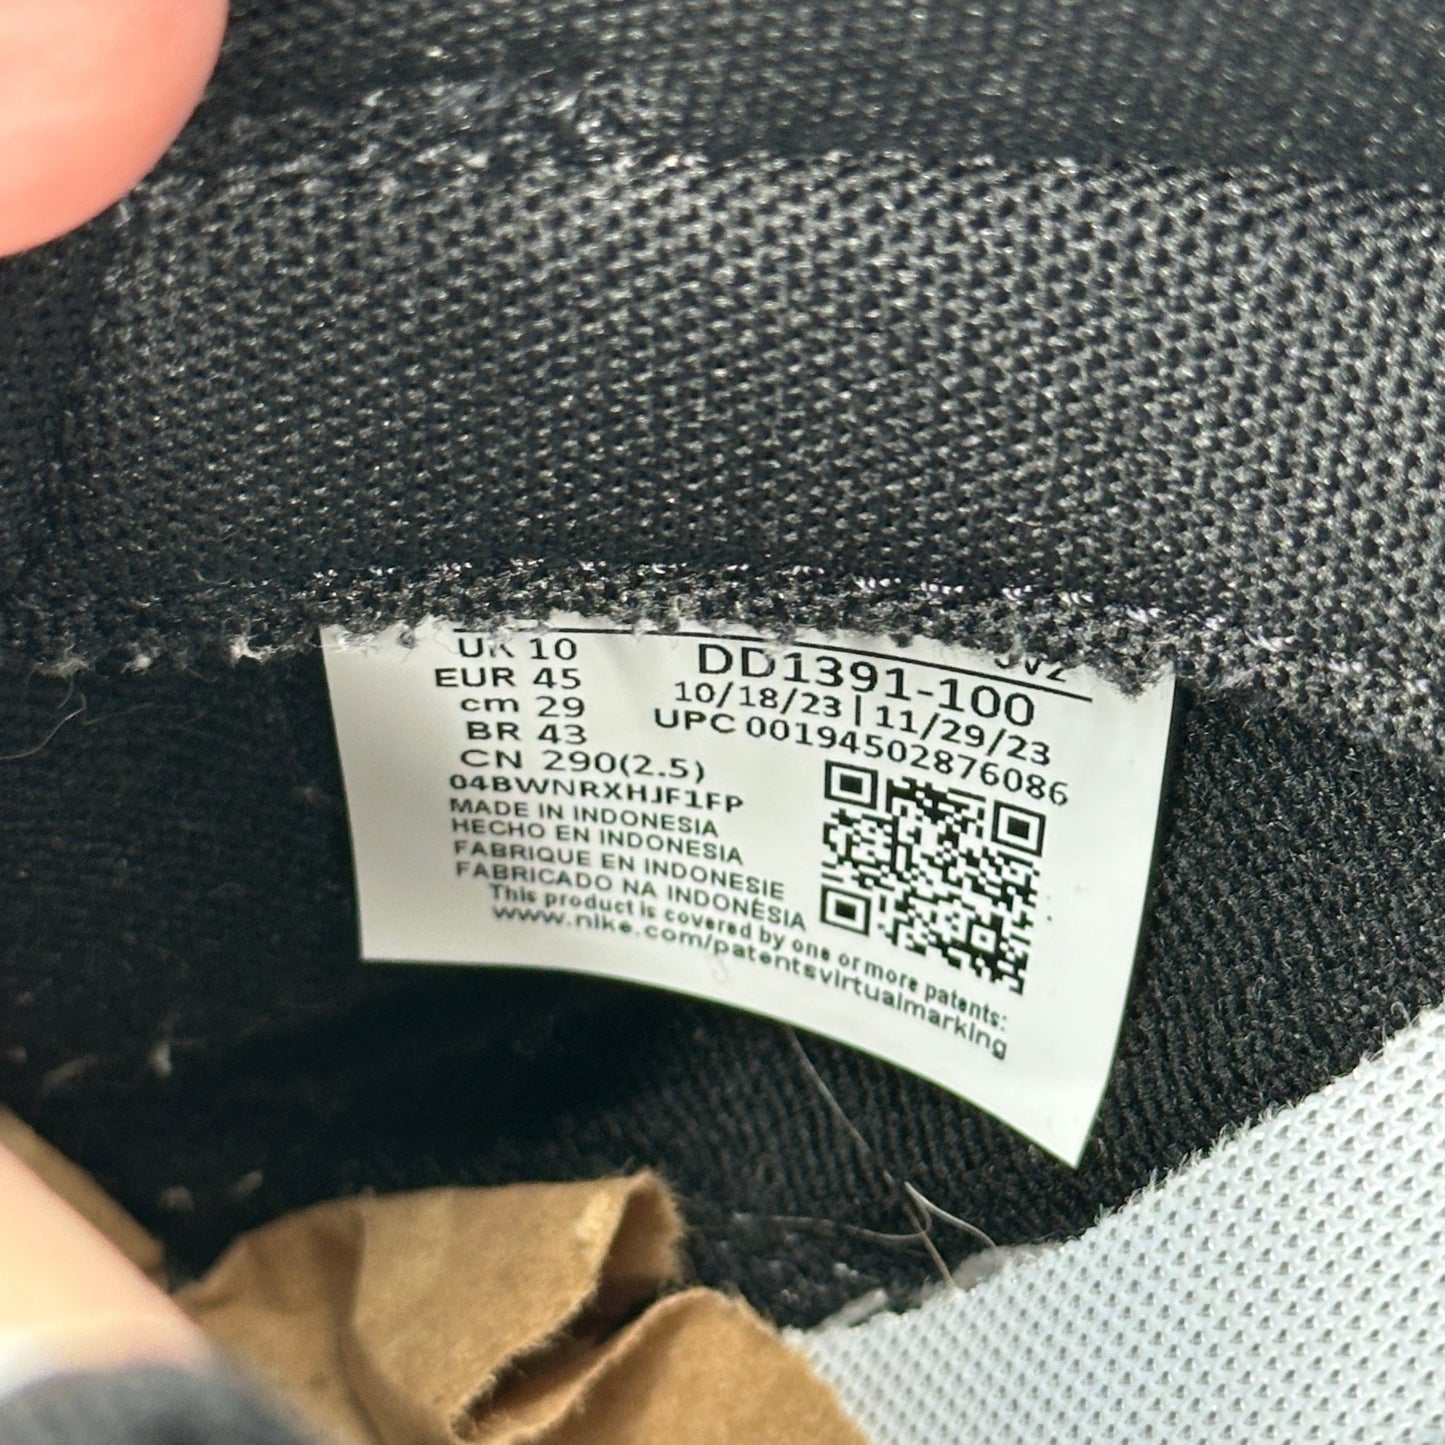 UK 10
EUR 45
cm 29
BR 43
CN 290(2.5)
04BWNRXHJF1FP
MADE IN INDONESIA
HECHO EN INDONESIA
FABRIQUE EN INDONESIE
FABRICADO NA INDONÉSIA
This product is covered by one or more patents:
www.nike.com/patentsvirtualmarking
DD1391-100
10/18/23 | 11/29/23
UPC 00194502876086